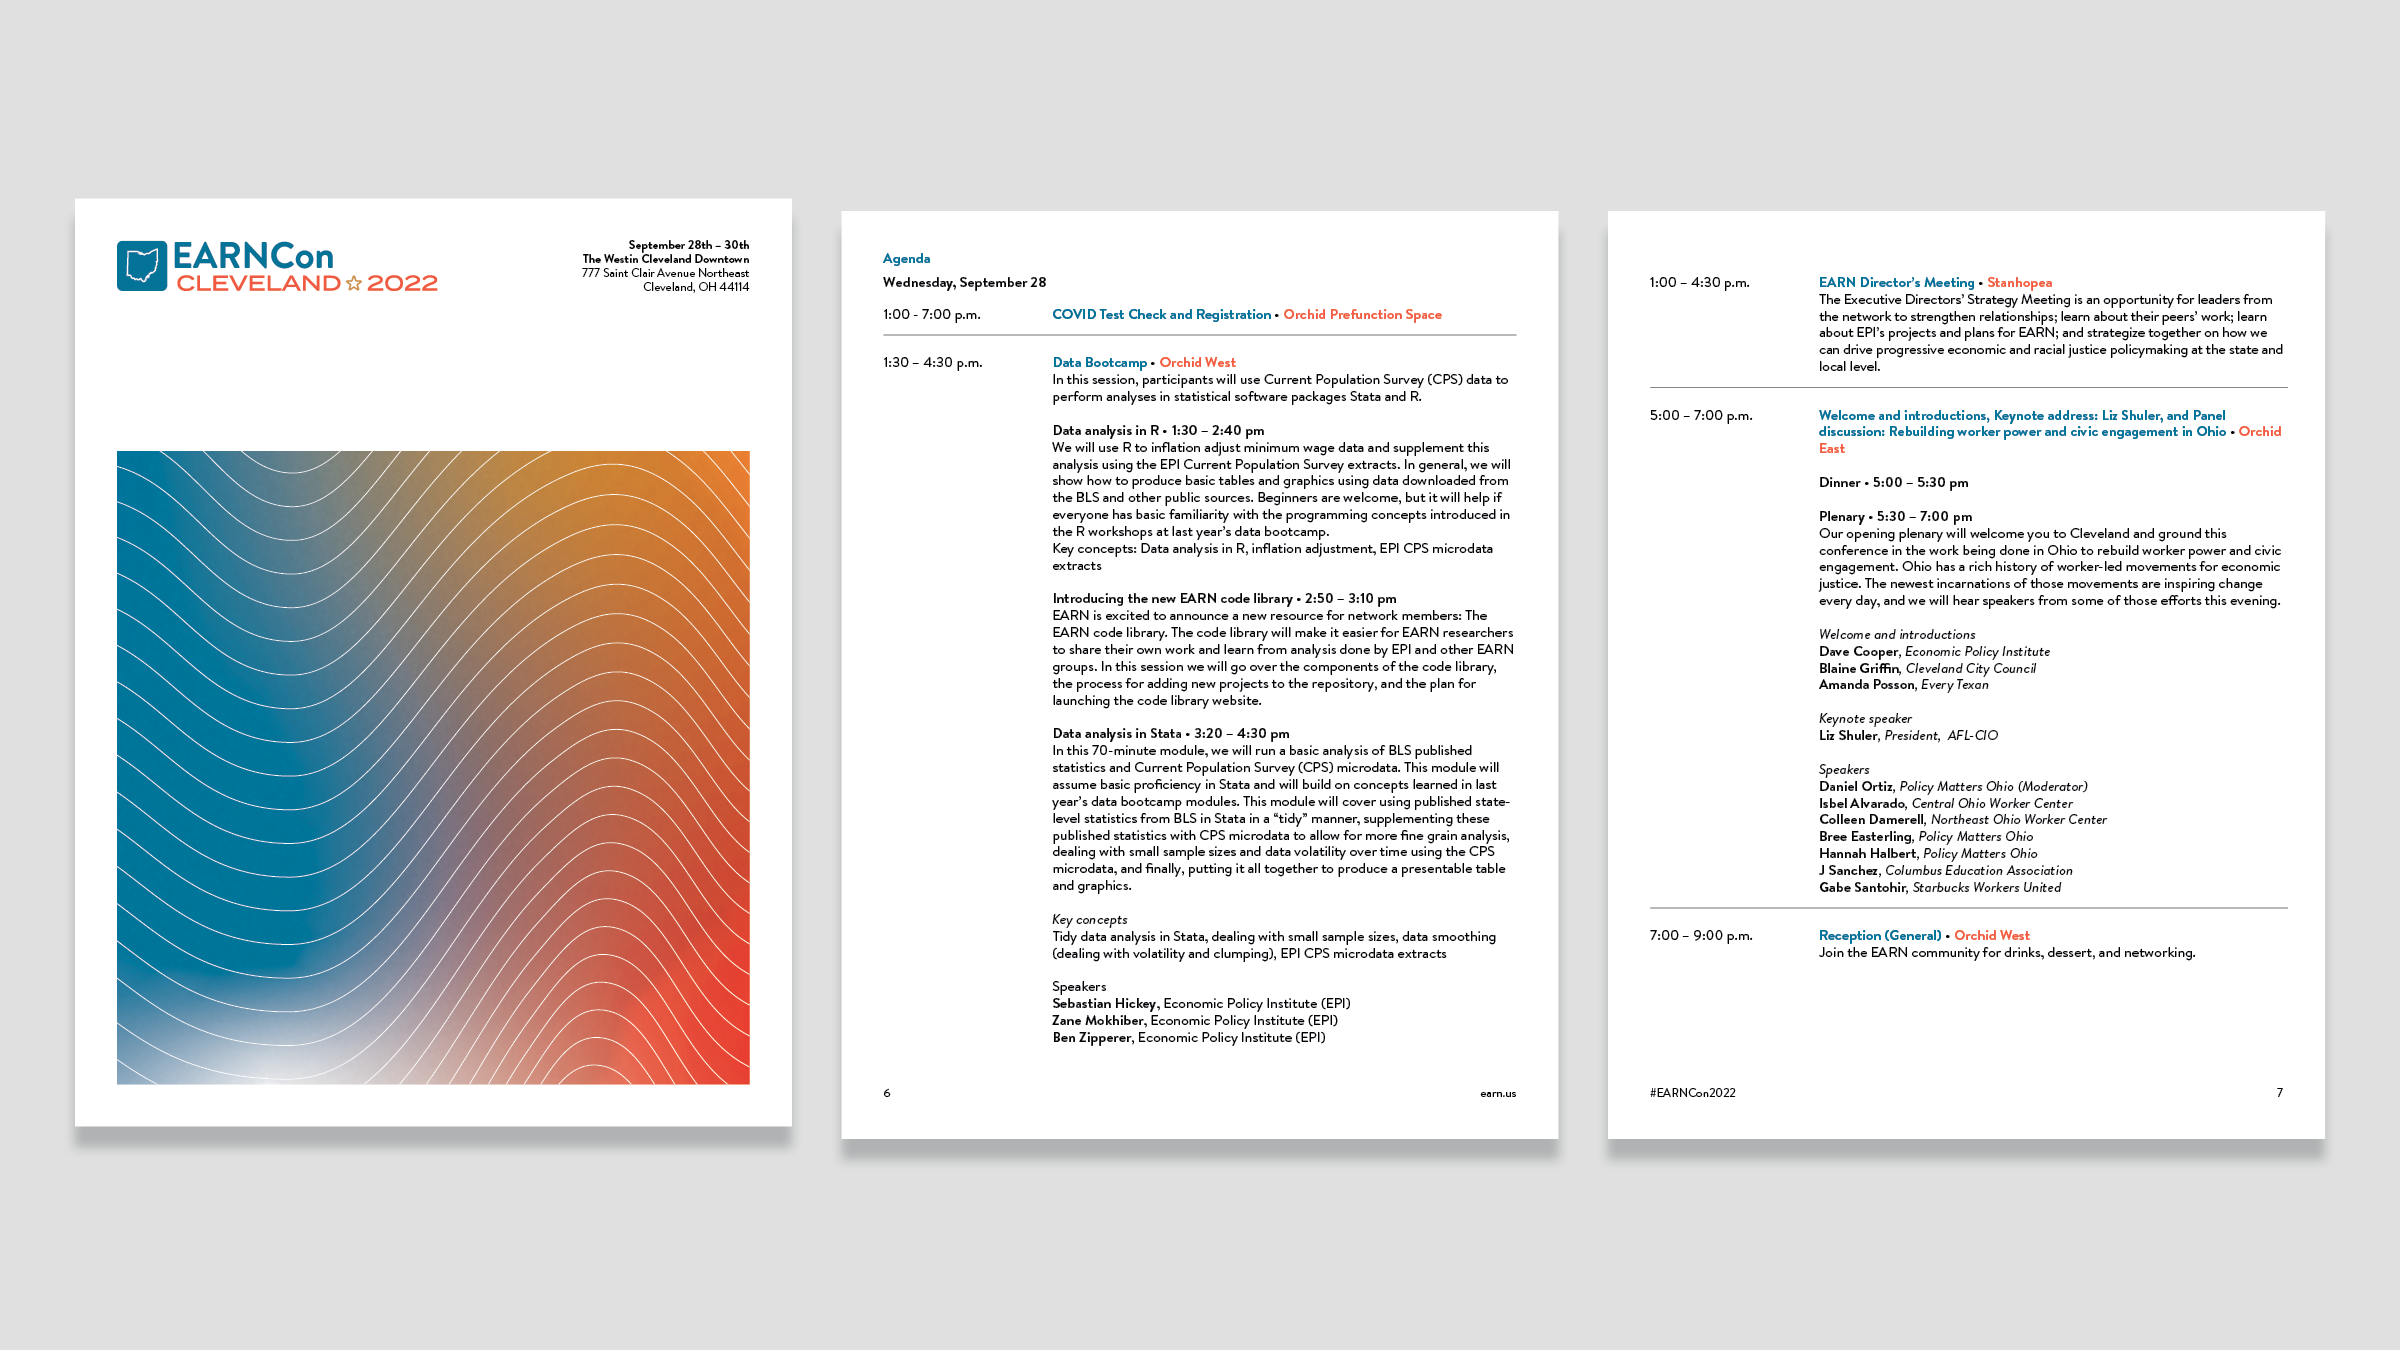 EARNCon
CLEVELAND ☆ 2022
September 28th – 30th
The Westin Cleveland Downtown
777 Saint Clair Avenue Northeast
Cleveland, OH 44114
Agenda
Wednesday, September 28
1:00 - 7:00 p.m. COVID Test Check and Registration • Orchid Prefunction Space
1:30 – 4:30 p.m. Data Bootcamp • Orchid West
In this session, participants will use Current Population Survey (CPS) data to
perform analyses in statistical software packages Stata and R.
Data analysis in R • 1:30 – 2:40 pm
We will use R to inflation adjust minimum wage data and supplement this
analysis using the EPI Current Population Survey extracts. In general, we will
show how to produce basic tables and graphics using data downloaded from
the BLS and other public sources. Beginners are welcome, but it will help if
everyone has basic familiarity with the programming concepts introduced in
the R workshops at last year’s data bootcamp.
Key concepts: Data analysis in R, inflation adjustment, EPI CPS microdata
extracts
Introducing the new EARN code library • 2:50 – 3:10 pm
EARN is excited to announce a new resource for network members: The
EARN code library. The code library will make it easier for EARN researchers
to share their own work and learn from analysis done by EPI and other EARN
groups. In this session we will go over the components of the code library,
the process for adding new projects to the repository, and the plan for
launching the code library website.
Data analysis in Stata • 3:20 – 4:30 pm
In this 70-minute module, we will run a basic analysis of BLS published
statistics and Current Population Survey (CPS) microdata. This module will
assume basic proficiency in Stata and will build on concepts learned in last
year’s data bootcamp modules. This module will cover using published state-
level statistics from BLS in Stata in a “tidy” manner, supplementing these
published statistics with CPS microdata to allow for more fine grain analysis,
dealing with small sample sizes and data volatility over time using the CPS
microdata, and finally, putting it all together to produce a presentable table
and graphics.
Key concepts
Tidy data analysis in Stata, dealing with small sample sizes, data smoothing
(dealing with volatility and clumping), EPI CPS microdata extracts
Speakers
Sebastian Hickey, Economic Policy Institute (EPI)
Zane Mokhiber, Economic Policy Institute (EPI)
Ben Zipperer, Economic Policy Institute (EPI)
6 earn.us
1:00 – 4:30 p.m. EARN Director’s Meeting • Stanhopea
The Executive Directors’ Strategy Meeting is an opportunity for leaders from
the network to strengthen relationships; learn about their peers’ work; learn
about EPI’s projects and plans for EARN; and strategize together on how we
can drive progressive economic and racial justice policymaking at the state and
local level.
5:00 – 7:00 p.m. Welcome and introductions, Keynote address: Liz Shuler, and Panel
discussion: Rebuilding worker power and civic engagement in Ohio • Orchid
East
Dinner • 5:00 – 5:30 pm
Plenary • 5:30 – 7:00 pm
Our opening plenary will welcome you to Cleveland and ground this
conference in the work being done in Ohio to rebuild worker power and civic
engagement. Ohio has a rich history of worker-led movements for economic
justice. The newest incarnations of those movements are inspiring change
every day, and we will hear speakers from some of those efforts this evening.
Welcome and introductions
Dave Cooper, Economic Policy Institute
Blaine Griffin, Cleveland City Council
Amanda Posson, Every Texan
Keynote speaker
Liz Shuler, President, AFL-CIO
Speakers
Daniel Ortiz, Policy Matters Ohio (Moderator)
Isbel Alvarado, Central Ohio Worker Center
Colleen Damerell, Northeast Ohio Worker Center
Bree Easterling, Policy Matters Ohio
Hannah Halbert, Policy Matters Ohio
J Sanchez, Columbus Education Association
Gabe Santohir, Starbucks Workers United
7:00 – 9:00 p.m. Reception (General) • Orchid West
Join the EARN community for drinks, dessert, and networking.
#EARNCon2022 7